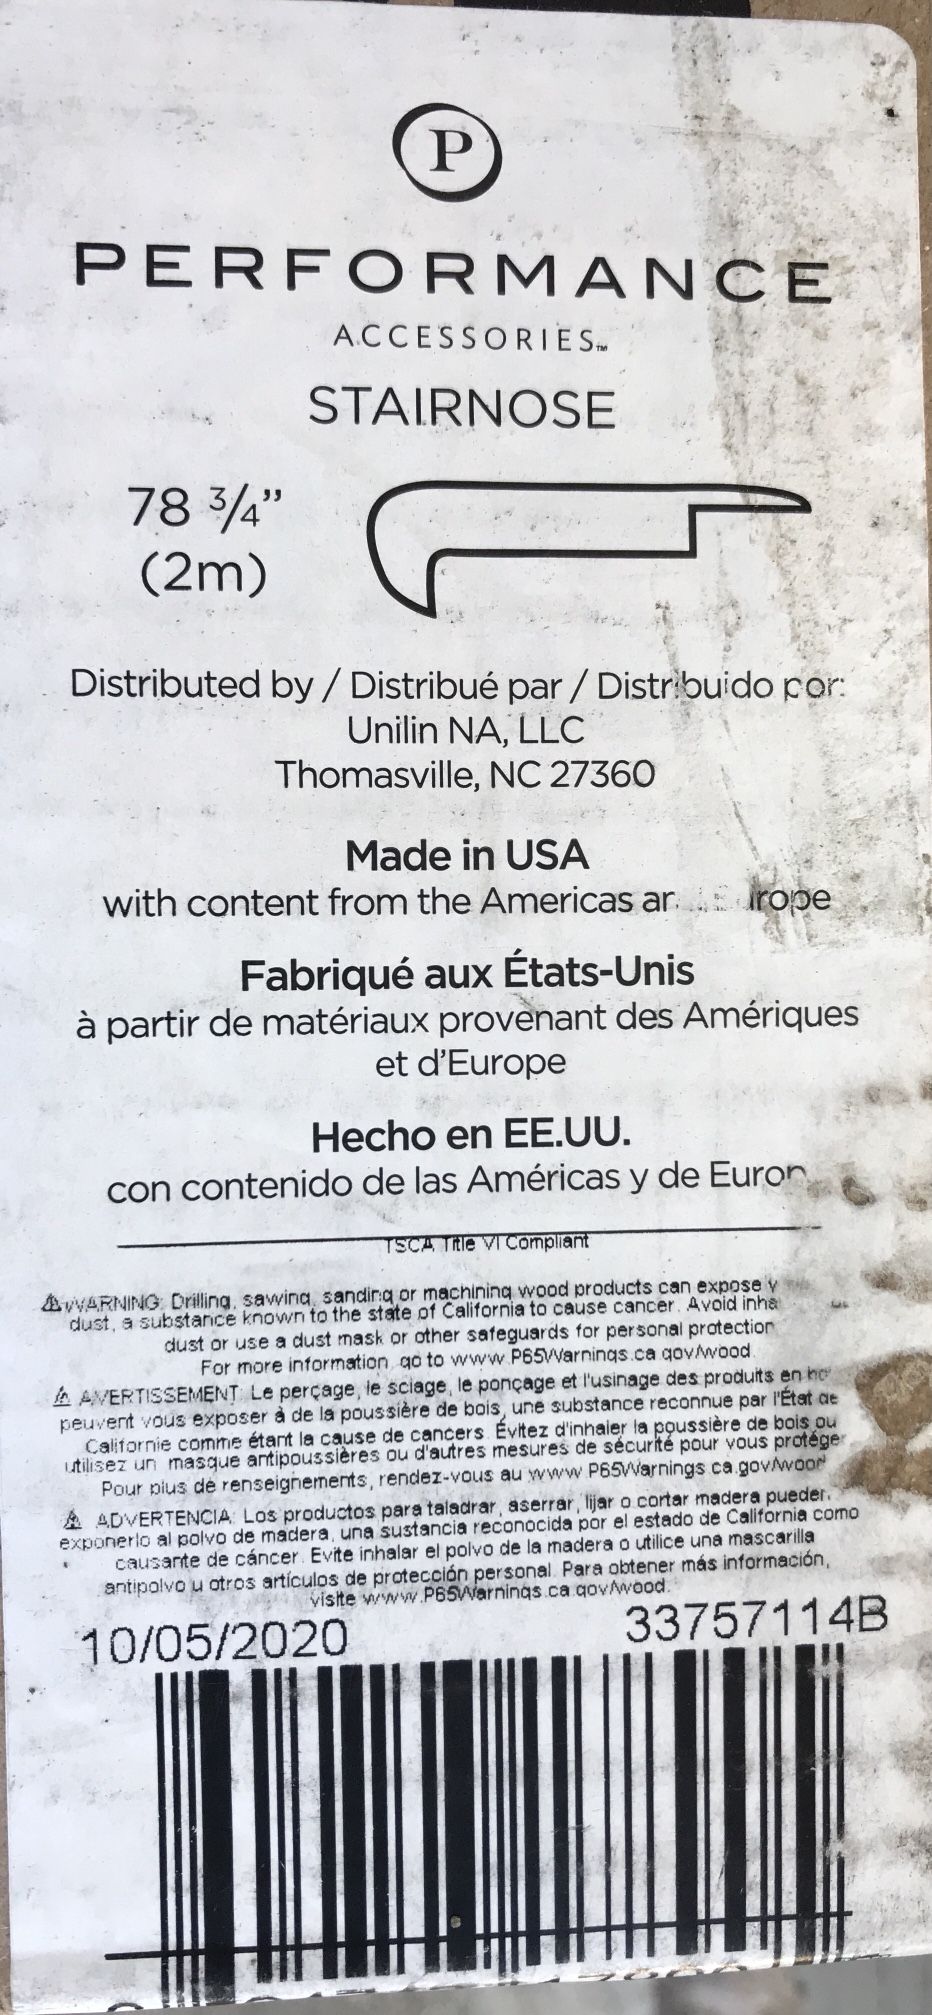 P
PERFORMANCE
ACCESSORIES™
STAIRNOSE
78 3/4”
(2m)
Distributed by / Distribué par / Distribuido por:
Unilin NA, LLC
Thomasville, NC 27360
Made in USA
with content from the Americas
Fabriqué aux États-Unis
à partir de matériaux provenant des Amériques
et d’Europe
Hecho en EE.UU.
con contenido de las Américas y de
TSCA Title VI Compliant
⚠WARNING: Drilling, sawing, sanding or machining wood products can expose
dust, a substance known to the state of California to cause cancer. Avoid
dust or use a dust mask or other safeguards for personal protection
For more information go to www.P65Warnings.ca.gov/wood.
⚠ AVERTISSEMENT: Le perçage, le sciage, le ponçage et l'usinage des produits en
peuvent vous exposer à de la poussière de bois, une substance reconnue par l'État de
Californie comme étant la cause de cancers. Évitez d'inhaler la poussière de bois ou
utilisez un masque antipoussières ou d'autres mesures de sécurité pour vous protéger
Pour plus de renseignements, rendez-vous au www.P65Warnings.ca.gov/wood
⚠ ADVERTENCIA: Los productos para taladrar, aserrar, lijar o cortar madera pueden
exponerlo al polvo de madera, una sustancia reconocida por el estado de California como
causante de cáncer. Evite inhalar el polvo de la madera o utilice una mascarilla
antipolvo u otros artículos de protección personal. Para obtener más información,
visite www.P65Warnings.ca.gov/wood.
10/05/2020
33757114B